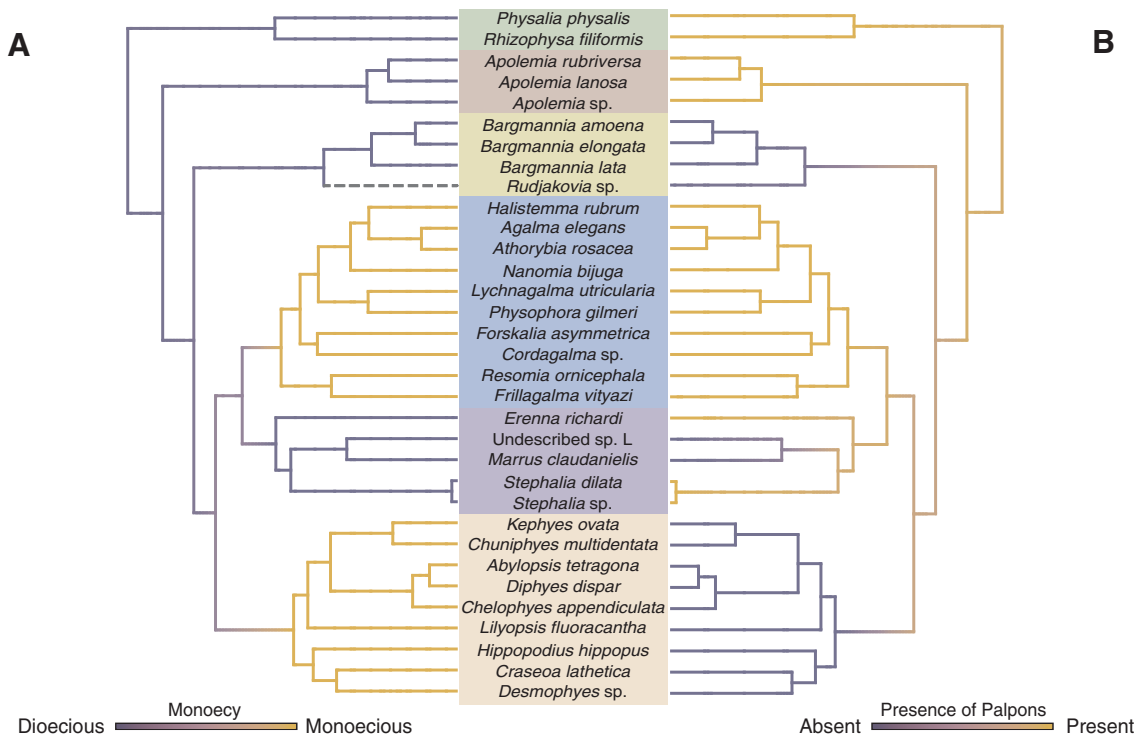 A
B
Physalia physalis
Rhizophysa filiformis
Apolemia rubriversa
Apolemia lanosa
Apolemia sp.
Bargmannia amoena
Bargmannia elongata
Bargmannia lata
Rudjakovia sp.
Halistemma rubrum
Agalma elegans
Athorybia rosacea
Nanomia bijuga
Lychnagalma utricularia
Physophora gilmeri
Forskalia asymmetrica
Cordagalma sp.
Resomia ornicephala
Frillagalma vityazi
Erenna richardi
Undescribed sp. L
Marrus claudanielis
Stephalia dilata
Stephalia sp.
Kephyes ovata
Chuniphyes multidentata
Abylopsis tetragona
Diphyes dispar
Chelophyes appendiculata
Lilyopsis fluoracantha
Hippopodius hippopus
Craseoa lathetica
Desmophyes sp.
Monoecy
Dioecious Monoecious
Presence of Palpons
Absent Present